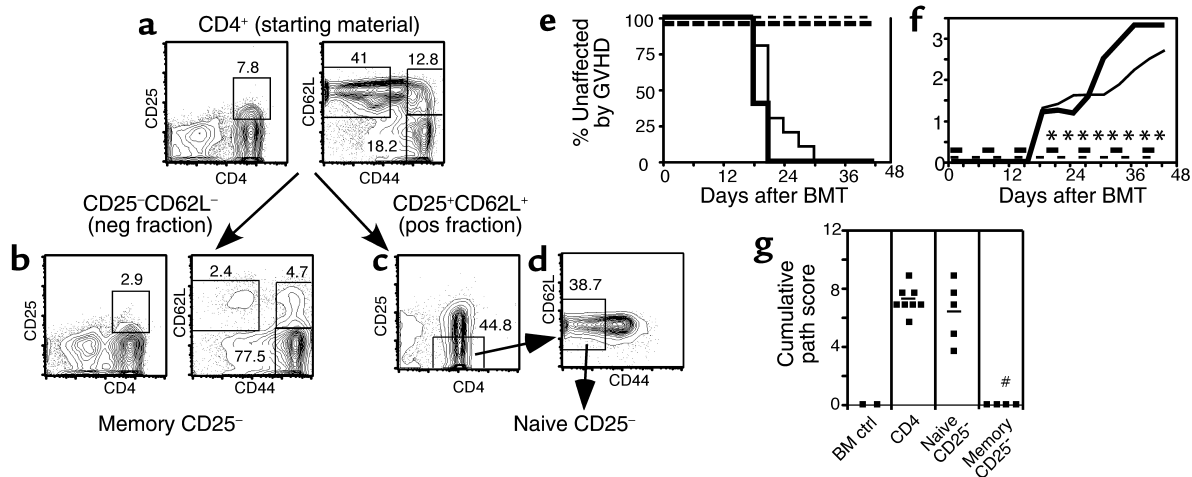 a
CD4⁺ (starting material)
7.8
CD25
CD4
41
12.8
18.2
CD62L
CD44
CD25⁻CD62L⁻
(neg fraction)
CD25⁺CD62L⁺
(pos fraction)
b
2.9
CD25
CD4
2.4
4.7
77.5
CD62L
CD44
Memory CD25⁻
c
CD25
44.8
CD4
d
CD62L
38.7
CD44
Naive CD25⁻
e
% Unaffected
by GVHD
100
75
50
25
0
0 12 24 36 48
Days after BMT
f
3
2
1
0
* * * * * * * *
0 12 24 36 48
Days after BMT
g
Cumulative
path score
12
8
4
0
#
BM ctrl
CD4
Naive
CD25⁻
Memory
CD25⁻